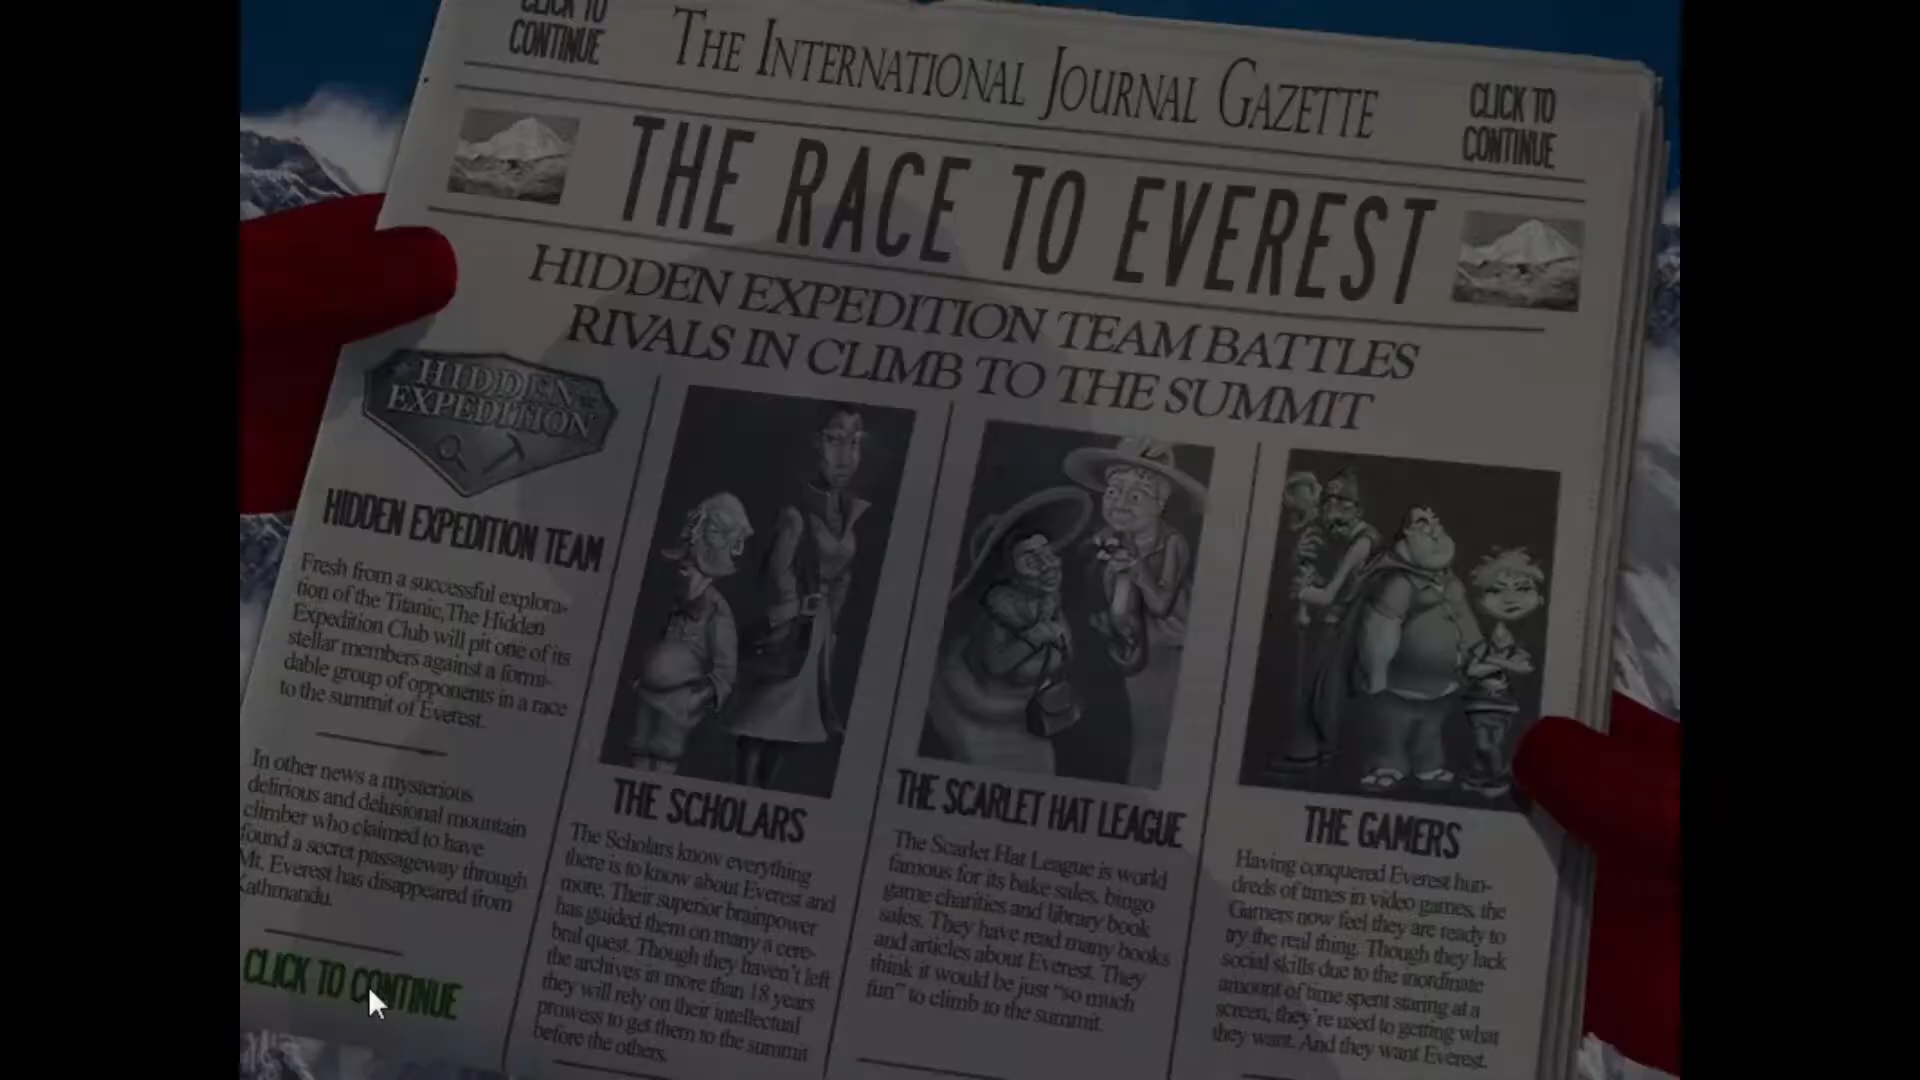 CLICK TO
CONTINUE
THE INTERNATIONAL JOURNAL GAZETTE
CLICK TO
CONTINUE
THE RACE TO EVEREST
HIDDEN EXPEDITION TEAM BATTLES
RIVALS IN CLIMB TO THE SUMMIT
HIDDEN
EXPEDITION
HIDDEN EXPEDITION TEAM
Fresh from a successful explora-
tion of the Titanic, The Hidden
Expedition Club will pit one of its
stellar members against a formi-
dable group of opponents in a race
to the summit of Everest.
In other news a mysterious
delirious and delusional mountain
climber who claimed to have
found a secret passageway through
Mt. Everest has disappeared from
Kathmandu.
CLICK TO CONTINUE
THE SCHOLARS
The Scholars know everything
there is to know about Everest and
more. Their superior brainpower
has guided them on many a cere-
bral quest. Though they haven't left
the archives in more than 18 years
they will rely on their intellectual
prowess to get them to the summit
before the others.
THE SCARLET HAT LEAGUE
The Scarlet Hat League is world
famous for its bake sales, bingo
game charities and library book
sales. They have read many books
and articles about Everest. They
think it would be just "so much
fun" to climb to the summit.
THE GAMERS
Having conquered Everest hun-
dreds of times in video games, the
Gamers now feel they are ready to
try the real thing. Though they lack
social skills due to the inordinate
amount of time spent staring at a
screen, they're used to getting what
they want. And they want Everest.